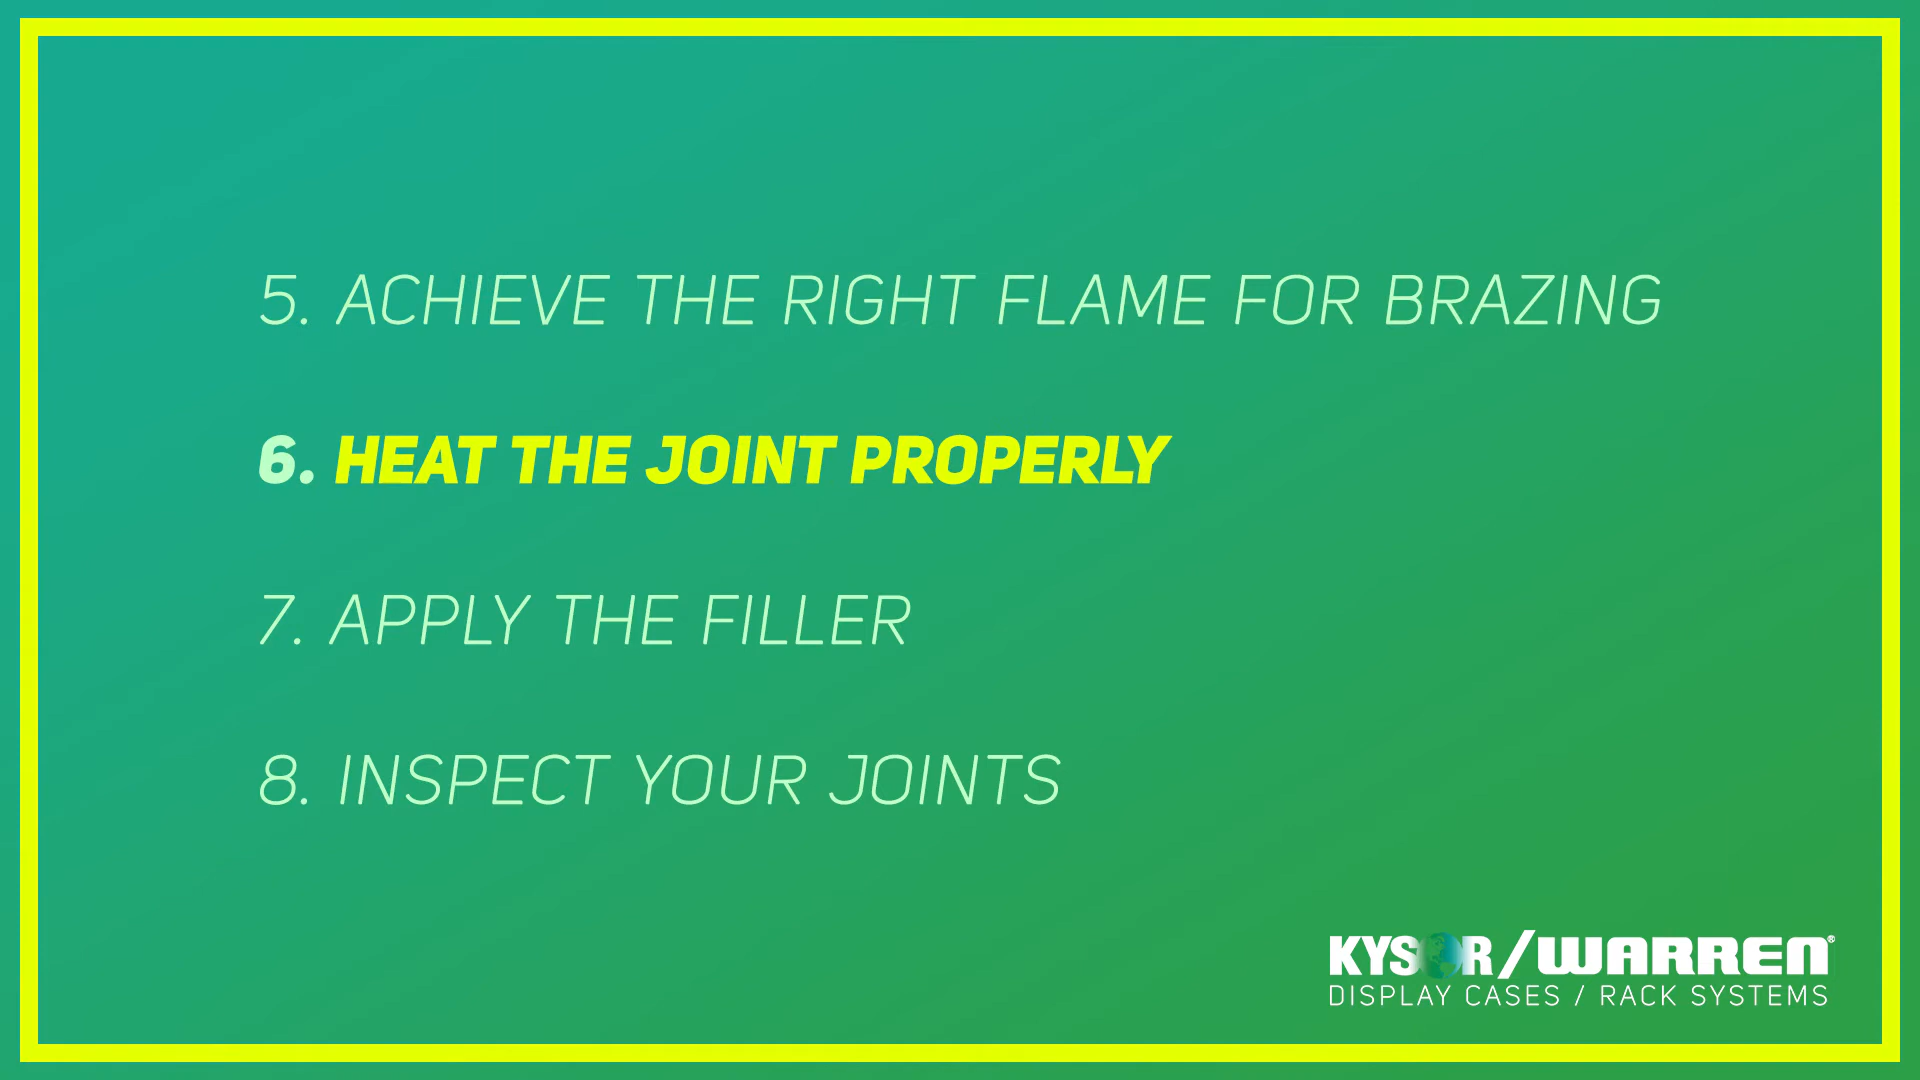 5. ACHIEVE THE RIGHT FLAME FOR BRAZING
6. HEAT THE JOINT PROPERLY
7. APPLY THE FILLER
8. INSPECT YOUR JOINTS
KYSOR/WARREN®
DISPLAY CASES / RACK SYSTEMS